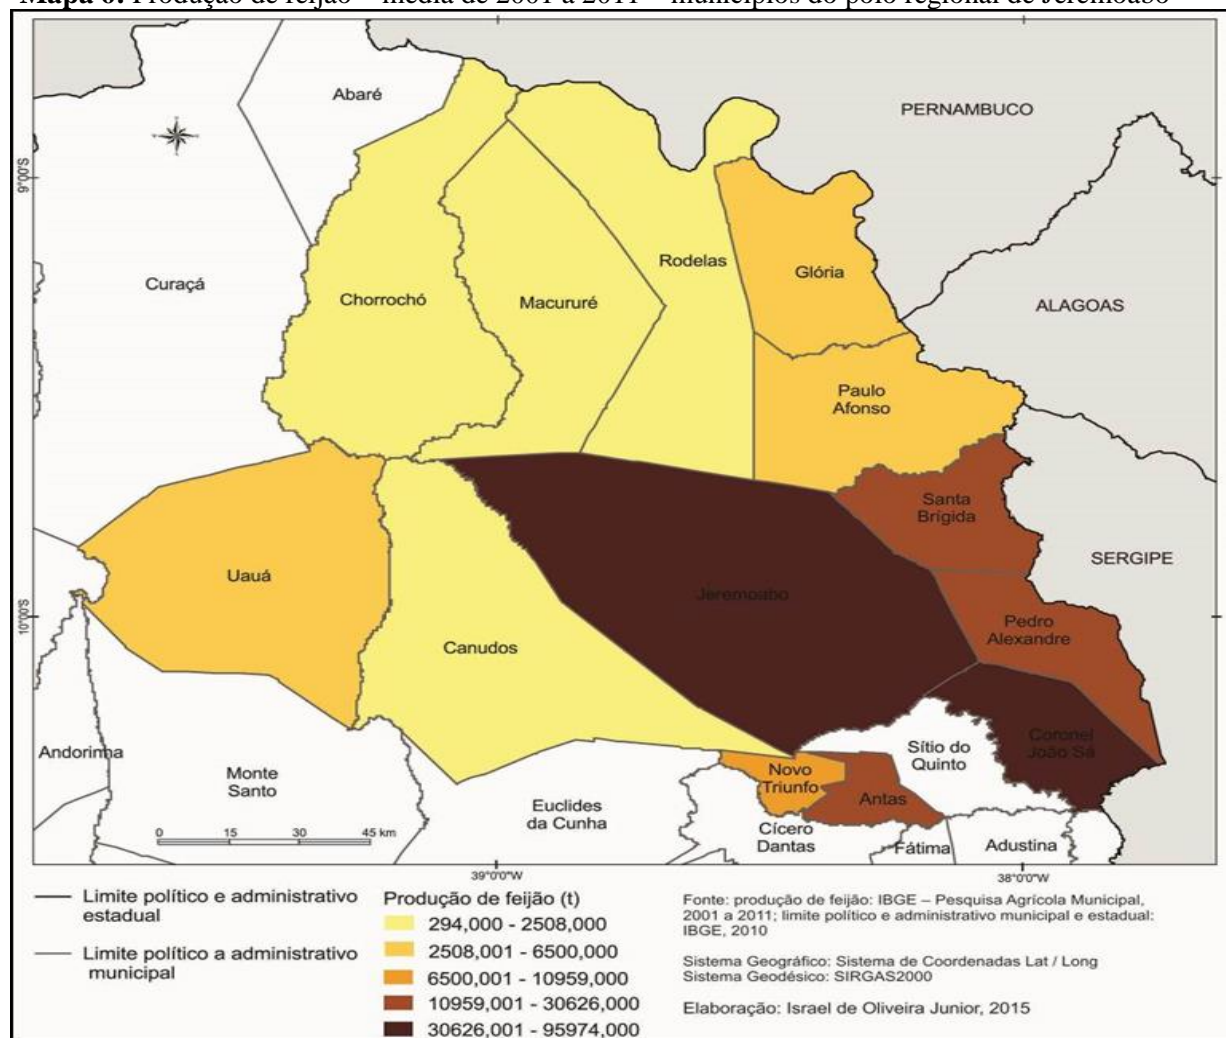 Mapa 6: Produção de feijão – média de 2001 a 2011 – municípios do polo regional de Jeremoabo
Abaré
PERNAMBUCO
9°00'S
Rodelas
Glória
Curaçá
Chorrochó
Macururé
ALAGOAS
Paulo
Afonso
Santa
Brígida
SERGIPE
Uauá
Jeremoabo
10°00'S
Canudos
Pedro
Alexandre
Andorinha
Monte
Santo
Sítio do
Quinto
Coronel
João Sá
Novo
Triunfo
Antas
Euclides
da Cunha
Cícero
Dantas
Fátima
Adustina
0 15 30 45 km
39°0'0"W
38°0'0"W
Limite político e administrativo
estadual
Limite político a administrativo
municipal
Produção de feijão (t)
294,000 - 2508,000
2508,001 - 6500,000
6500,001 - 10959,000
10959,001 - 30626,000
30626,001 - 95974,000
Fonte: produção de feijão: IBGE – Pesquisa Agrícola Municipal,
2001 a 2011; limite político e administrativo municipal e estadual:
IBGE, 2010
Sistema Geográfico: Sistema de Coordenadas Lat / Long
Sistema Geodésico: SIRGAS2000
Elaboração: Israel de Oliveira Junior, 2015